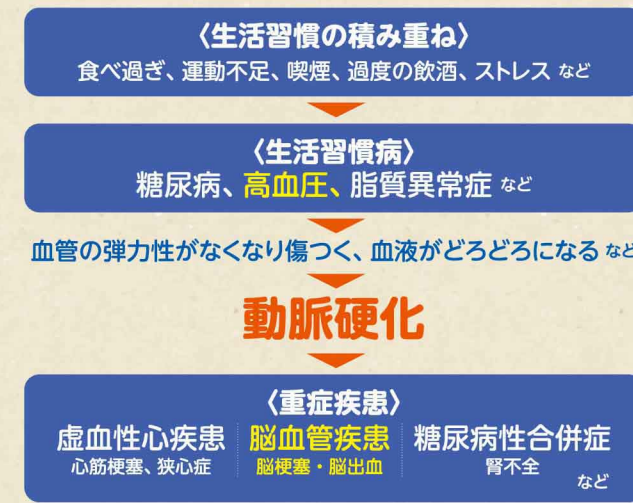 〈生活習慣の積み重ね〉
食べ過ぎ、運動不足、喫煙、過度の飲酒、ストレス など
〈生活習慣病〉
糖尿病、高血圧、脂質異常症 など
血管の弾力性がなくなり傷つく、血液がどろどろになる など
動脈硬化
〈重症疾患〉
虚血性心疾患 脳血管疾患 糖尿病性合併症
心筋梗塞、狭心症 脳梗塞・脳出血 腎不全
など